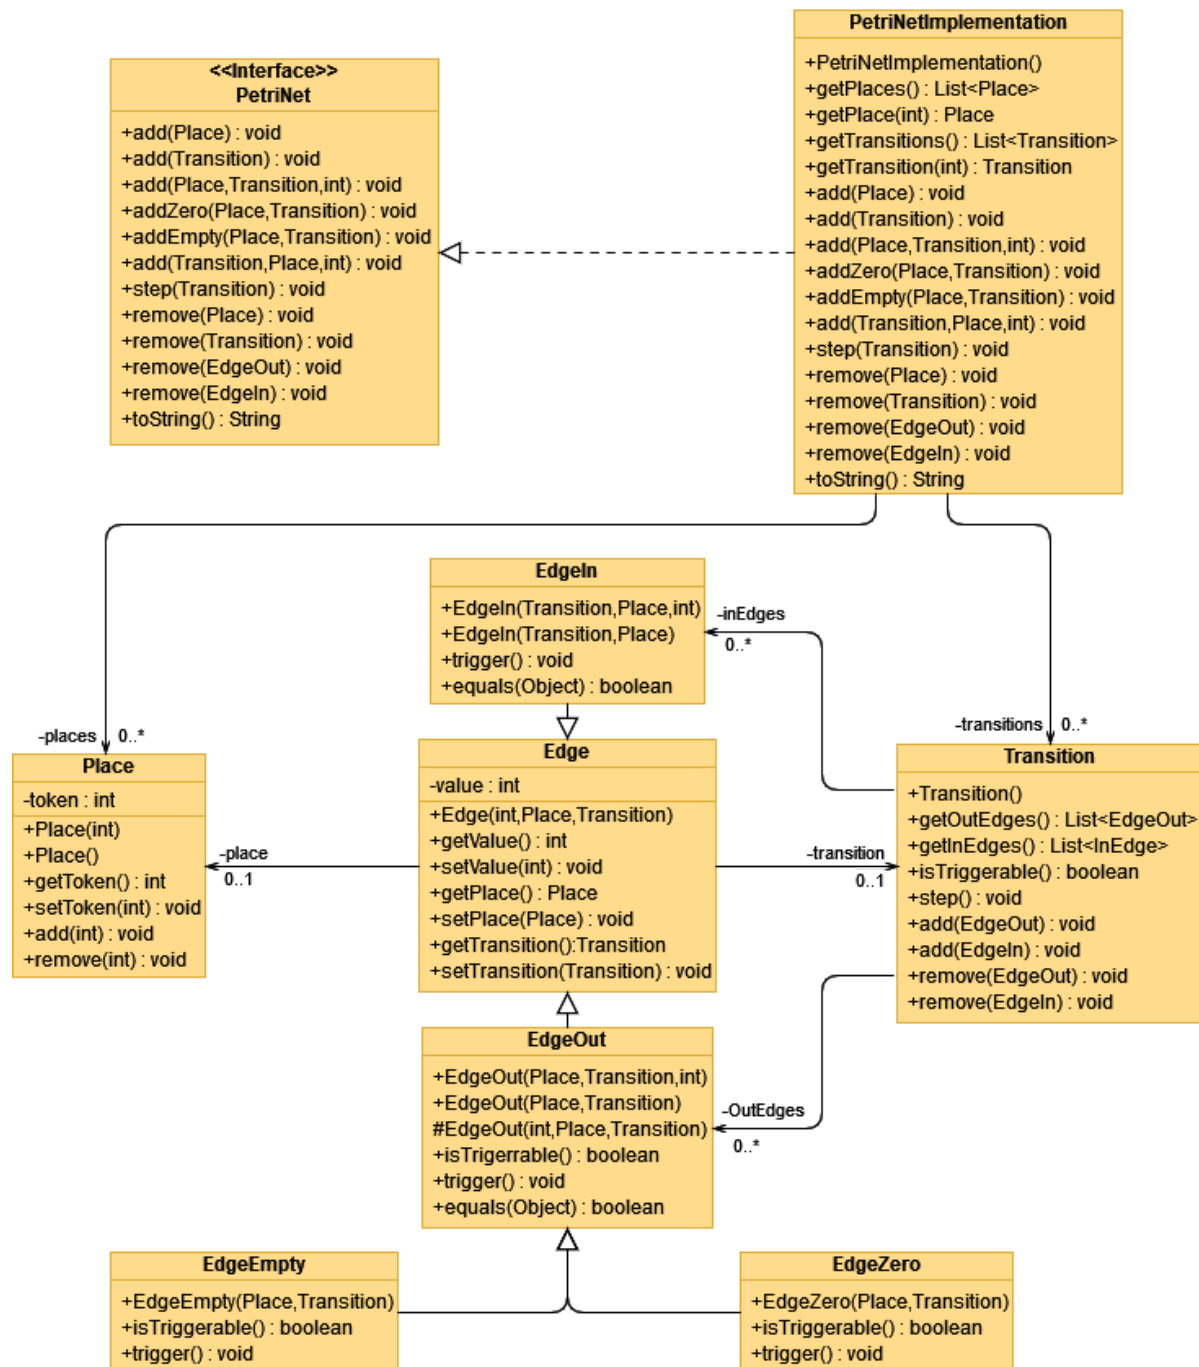 <<Interface>>
PetriNet
+add(Place) : void
+add(Transition) : void
+add(Place,Transition,int) : void
+addZero(Place,Transition) : void
+addEmpty(Place,Transition) : void
+add(Transition,Place,int) : void
+step(Transition) : void
+remove(Place) : void
+remove(Transition) : void
+remove(EdgeOut) : void
+remove(EdgeIn) : void
+toString() : String
PetriNetImplementation
+PetriNetImplementation()
+getPlaces() : List<Place>
+getPlace(int) : Place
+getTransitions() : List<Transition>
+getTransition(int) : Transition
+add(Place) : void
+add(Transition) : void
+add(Place,Transition,int) : void
+addZero(Place,Transition) : void
+addEmpty(Place,Transition) : void
+add(Transition,Place,int) : void
+step(Transition) : void
+remove(Place) : void
+remove(Transition) : void
+remove(EdgeOut) : void
+remove(EdgeIn) : void
+toString() : String
EdgeIn
+EdgeIn(Transition,Place,int)
+EdgeIn(Transition,Place)
+trigger() : void
+equals(Object) : boolean
-inEdges
0..*
-places 0..*
-transitions 0..*
Place
-token : int
+Place(int)
+Place()
+getToken() : int
+setToken(int) : void
+add(int) : void
+remove(int) : void
-place
0..1
Edge
-value : int
+Edge(int,Place,Transition)
+getValue() : int
+setValue(int) : void
+getPlace() : Place
+setPlace(Place) : void
+getTransition():Transition
+setTransition(Transition) : void
-transition
0..1
Transition
+Transition()
+getOutEdges() : List<EdgeOut>
+getInEdges() : List<InEdge>
+isTriggerable() : boolean
+step() : void
+add(EdgeOut) : void
+add(EdgeIn) : void
+remove(EdgeOut) : void
+remove(EdgeIn) : void
EdgeOut
+EdgeOut(Place,Transition,int)
+EdgeOut(Place,Transition)
#EdgeOut(int,Place,Transition)
+isTrigerrable() : boolean
+trigger() : void
+equals(Object) : boolean
-OutEdges
0..*
EdgeEmpty
+EdgeEmpty(Place,Transition)
+isTriggerable() : boolean
+trigger() : void
EdgeZero
+EdgeZero(Place,Transition)
+isTriggerable() : boolean
+trigger() : void